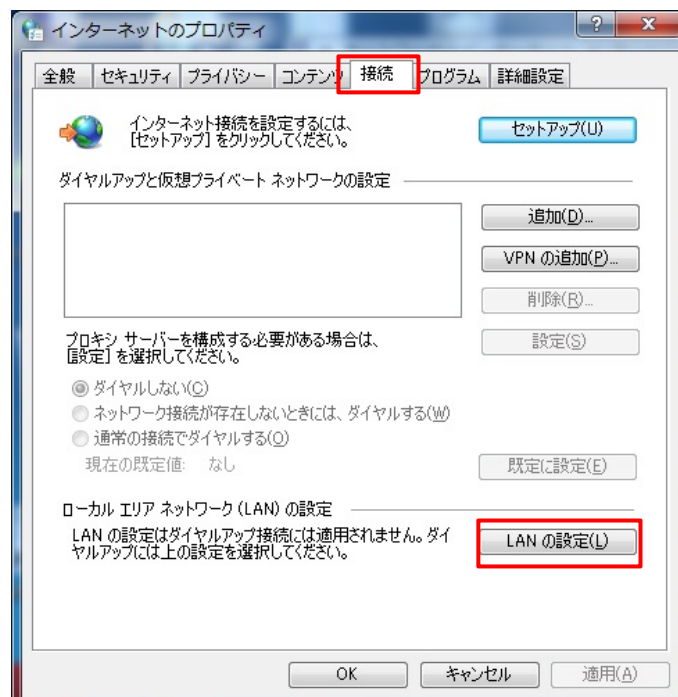 インターネットのプロパティ
?
全般 セキュリティ プライバシー コンテンツ 接続 プログラム 詳細設定
インターネット接続を設定するには、
[セットアップ] をクリックしてください。
セットアップ(U)
ダイヤルアップと仮想プライベート ネットワークの設定
追加(D)...
VPN の追加(P)...
削除(R)...
プロキシ サーバーを構成する必要がある場合は、
[設定] を選択してください。
設定(S)
ダイヤルしない(C)
ネットワーク接続が存在しないときには、ダイヤルする(W)
通常の接続でダイヤルする(O)
現在の既定値: なし
既定に設定(E)
ローカル エリア ネットワーク (LAN) の設定
LAN の設定はダイヤルアップ接続には適用されません。ダイ
ヤルアップには上の設定を選択してください。
LAN の設定(L)
OK キャンセル 適用(A)